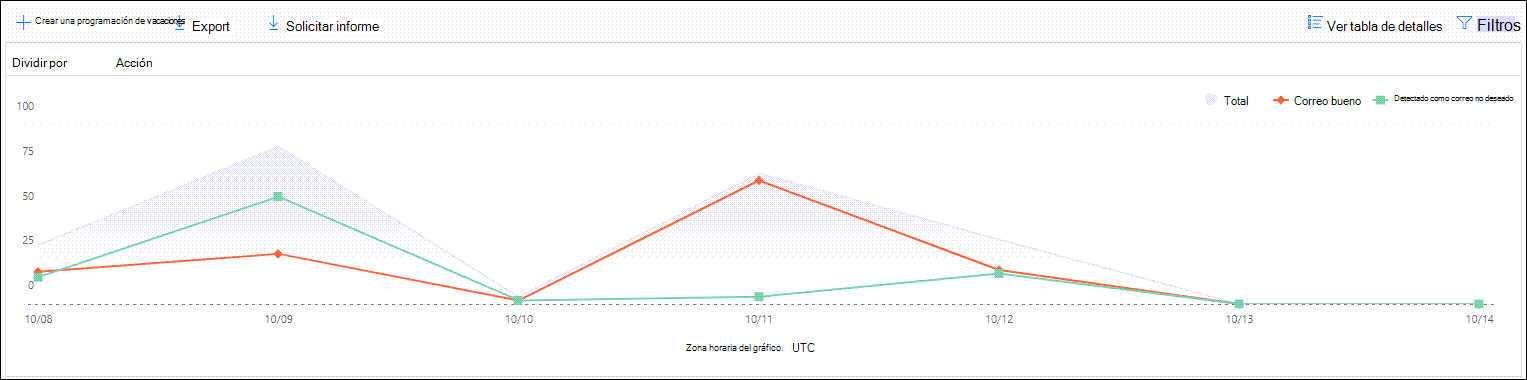 Crear una programación de vacaciones Export Solicitar informe Ver tabla de detalles Filtros
Dividir por Acción
Total Correo bueno Detectado como correo no deseado
100
75
50
25
0
10/08 10/09 10/10 10/11 10/12 10/13 10/14
Zona horaria del gráfico. UTC